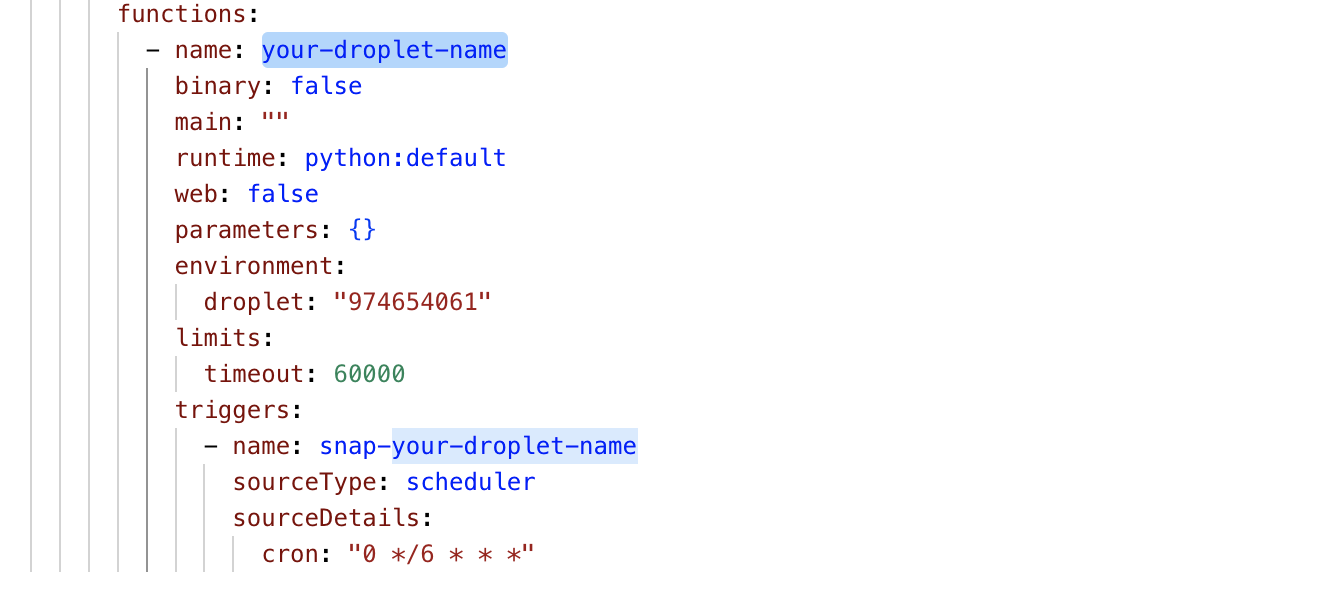 functions:
- name: your-droplet-name
binary: false
main: ""
runtime: python:default
web: false
parameters: {}
environment:
droplet: "974654061"
limits:
timeout: 60000
triggers:
- name: snap-your-droplet-name
sourceType: scheduler
sourceDetails:
cron: "0 */6 * * *"